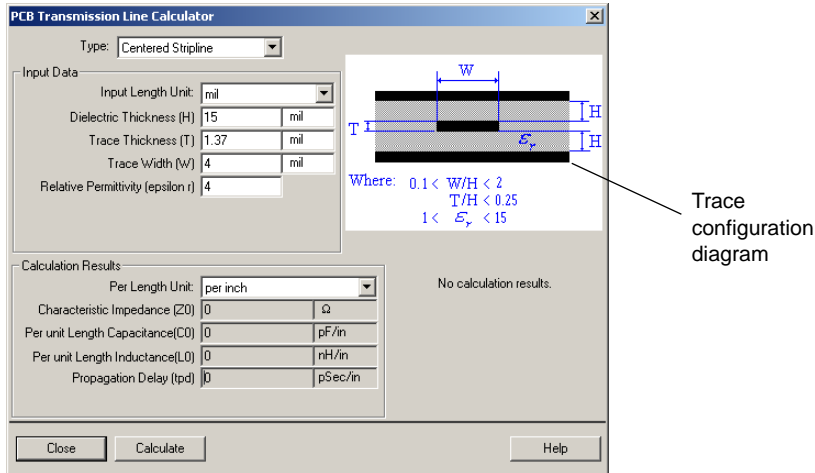 PCB Transmission Line Calculator
Type: Centered Stripline
Input Data
Input Length Unit: mil
Dielectric Thickness (H) 15 mil
Trace Thickness (T) 1.37 mil
Trace Width (W) 4 mil
Relative Permittivity (epsilon r) 4
W
H
T
εr
H
Where: 0.1 < W/H < 2
T/H < 0.25
1 < εr < 15
Trace
configuration
diagram
Calculation Results
Per Length Unit: per inch
No calculation results.
Characteristic Impedance (Z0) 0 Ω
Per unit Length Capacitance(C0) 0 pF/in
Per unit Length Inductance(L0) 0 nH/in
Propagation Delay (tpd) 0 pSec/in
Close Calculate Help